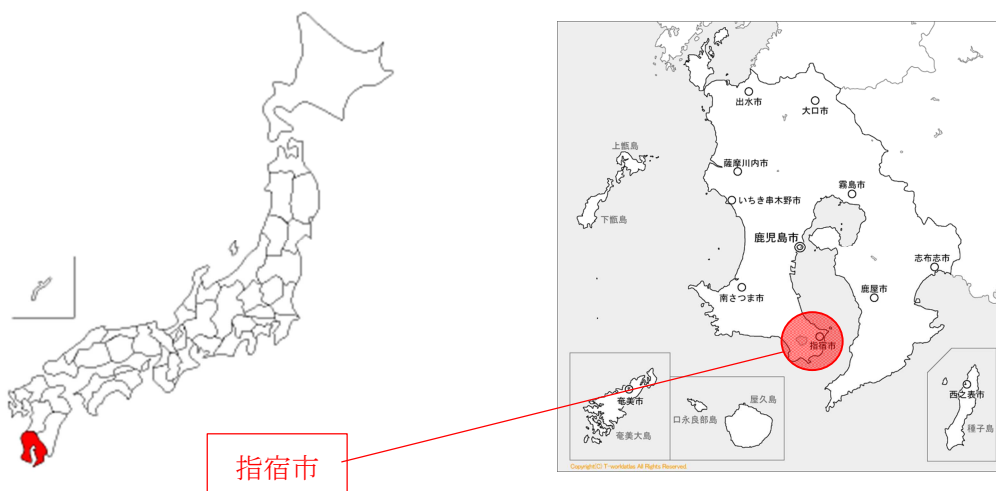 出水市
大口市
上甑島
薩摩川内市
霧島市
いちき串木野市
下甑島
鹿児島市
志布志市
南さつま市
鹿屋市
指宿市
奄美市
奄美大島
口永良部島
屋久島
西之表市
種子島
指宿市
Copyright(C) T-worldatlas All Rights Reserved.